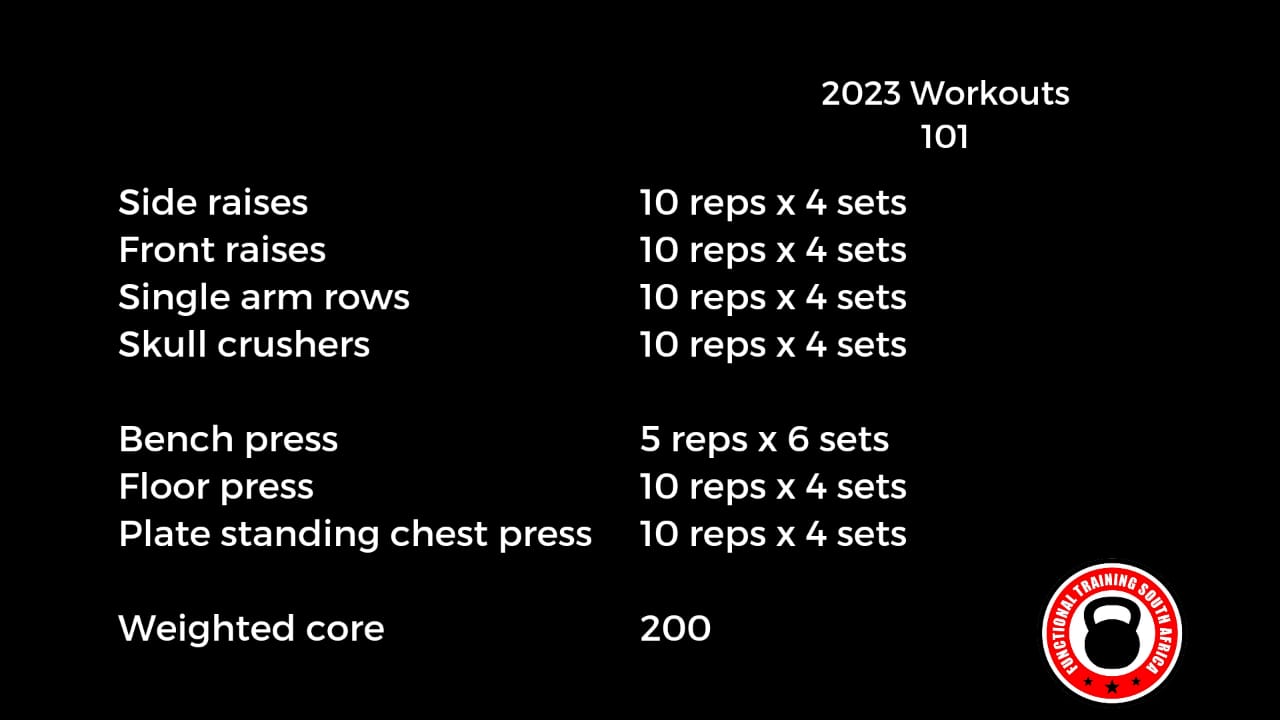 2023 Workouts
101
Side raises 10 reps x 4 sets
Front raises 10 reps x 4 sets
Single arm rows 10 reps x 4 sets
Skull crushers 10 reps x 4 sets
Bench press 5 reps x 6 sets
Floor press 10 reps x 4 sets
Plate standing chest press 10 reps x 4 sets
Weighted core 200
FUNCTIONAL TRAINING SOUTH AFRICA